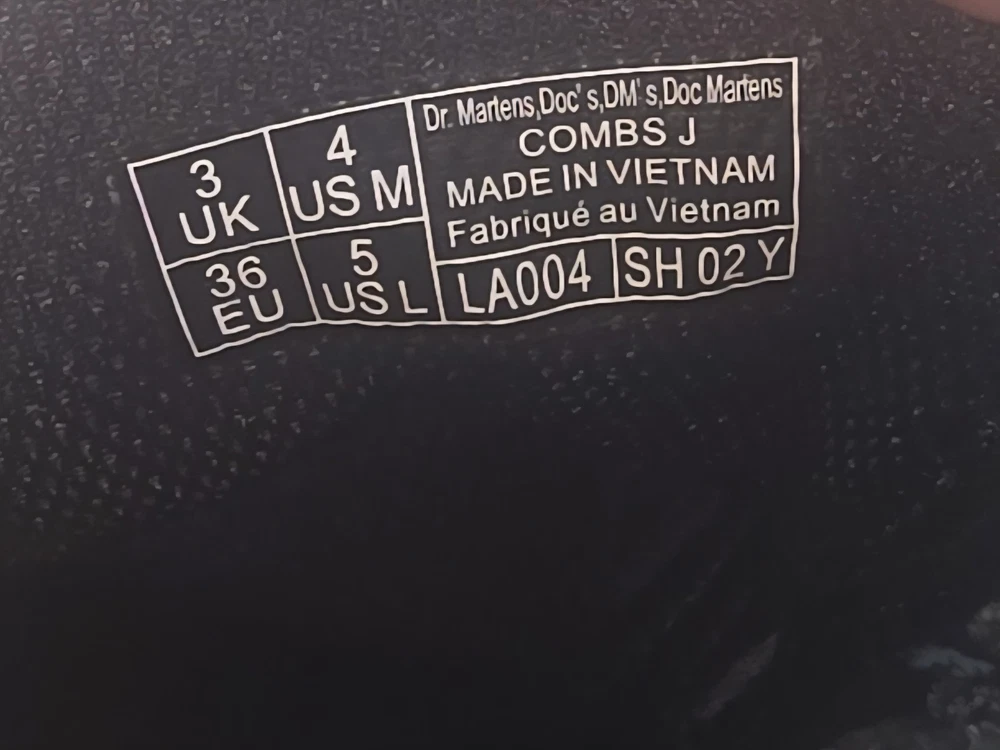 3
UK
4
US M
36
EU
5
US L
Dr. Martens,Doc' s,DM' s,Doc Martens
COMBS J
MADE IN VIETNAM
Fabriqué au Vietnam
LA004
SH 02 Y